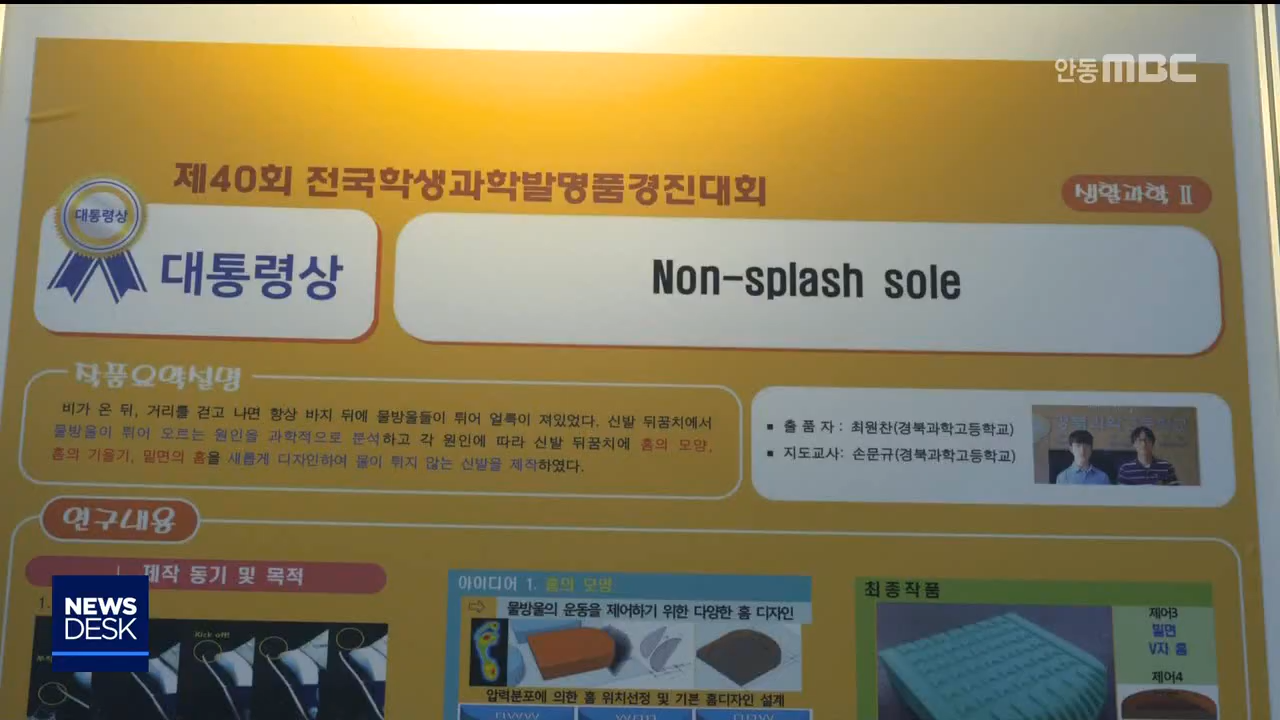 안동MBC
제40회 전국학생과학발명품경진대회
생활과학 Ⅱ
대통령상
대통령상
Non-splash sole
작품요약설명
비가 온 뒤, 거리를 걷고 나면 항상 바지 뒤에 물방울들이 튀어 얼룩이 져있었다. 신발 뒤꿈치에서
물방울이 튀어 오르는 원인을 과학적으로 분석하고 각 원인에 따라 신발 뒤꿈치에 홈의 모양,
홈의 기울기, 밑면의 홈을 새롭게 디자인하여 물이 튀지 않는 신발을 제작하였다.
▪ 출 품 자 : 최원찬(경북과학고등학교)
▪ 지도교사: 손문규(경북과학고등학교)
연구내용
제작 동기 및 목적
1.
Kick off!
아이디어 1. 홈의 모양
물방울의 운동을 제어하기 위한 다양한 홈 디자인
압력분포에 의한 홈 위치선정 및 기본 홈디자인 설계
최종작품
제어3
밑면
V자 홈
제어4
NEWS
DESK